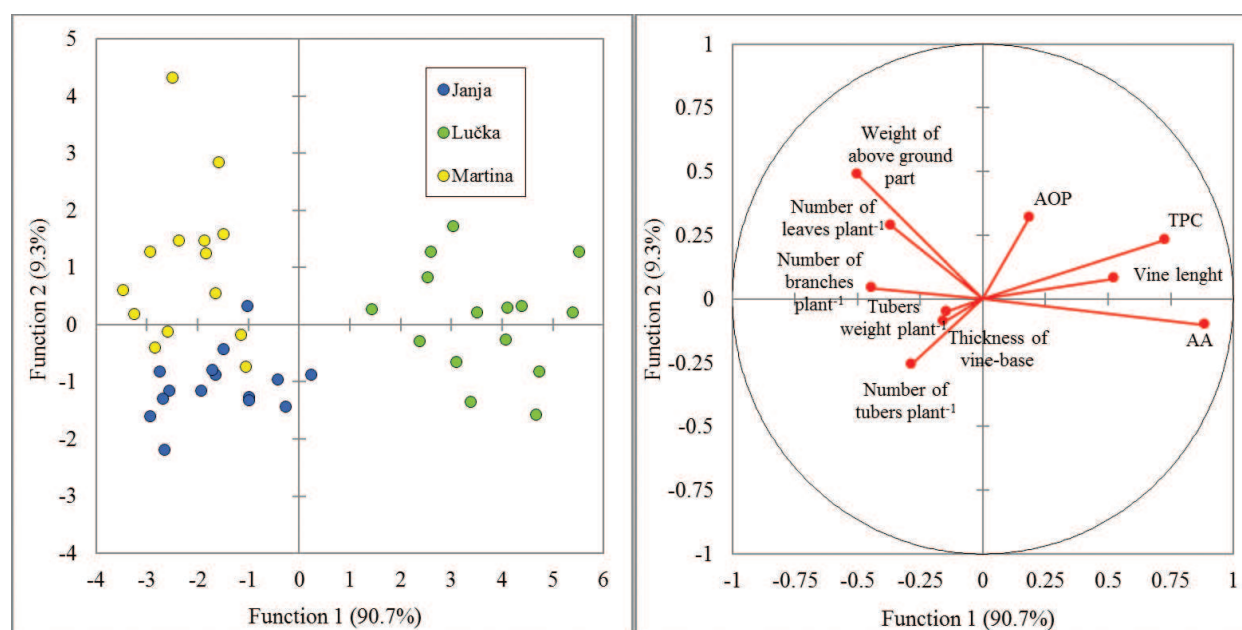 5
4
3
2
1
0
-1
-2
-3
-4
-4
-3
-2
-1
0
1
2
3
4
5
6
Function 2 (9.3%)
Function 1 (90.7%)
Janja
Lučka
Martina
1
0.75
0.5
0.25
0
-0.25
-0.5
-0.75
-1
-1
-0.75
-0.5
-0.25
0
0.25
0.5
0.75
1
Function 2 (9.3%)
Function 1 (90.7%)
Weight of
above ground
part
Number of
leaves plant⁻¹
Number of
branches
plant⁻¹
Tubers
weight plant⁻¹
Thickness of
vine-base
Number of
tubers plant⁻¹
AOP
TPC
Vine lenght
AA